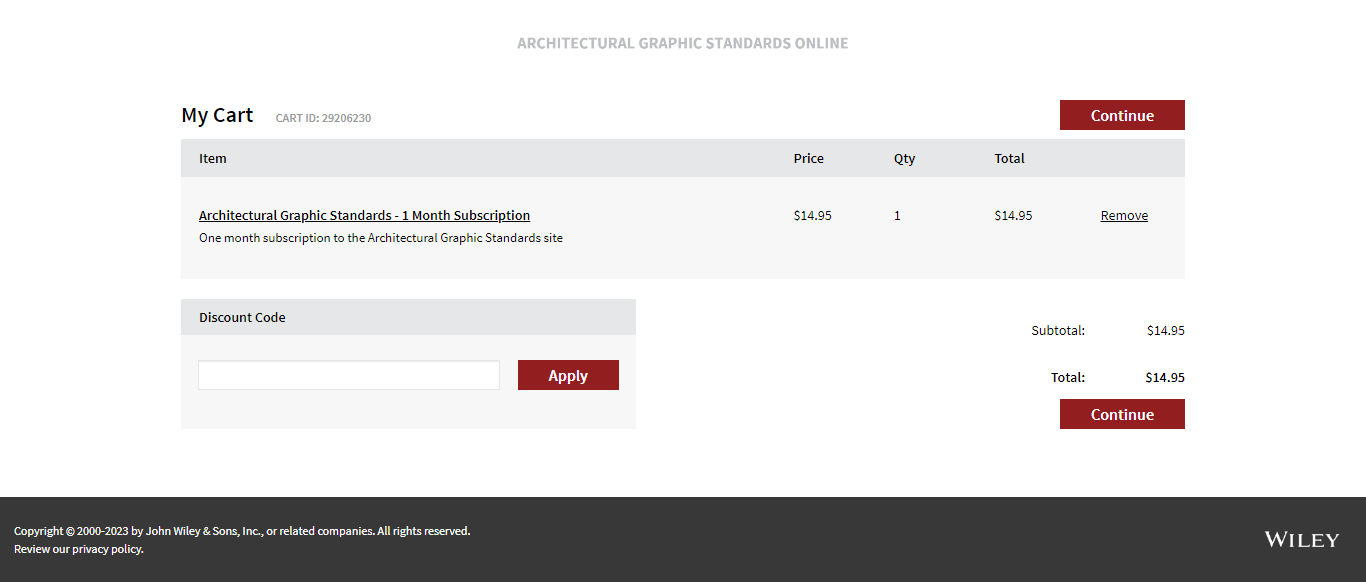 ARCHITECTURAL GRAPHIC STANDARDS ONLINE
My Cart CART ID: 29206230 Continue
Item Price Qty Total
Architectural Graphic Standards - 1 Month Subscription $14.95 1 $14.95 Remove
One month subscription to the Architectural Graphic Standards site
Discount Code
Apply
Subtotal: $14.95
Total: $14.95
Continue
Copyright © 2000-2023 by John Wiley & Sons, Inc., or related companies. All rights reserved.
Review our privacy policy.
WILEY